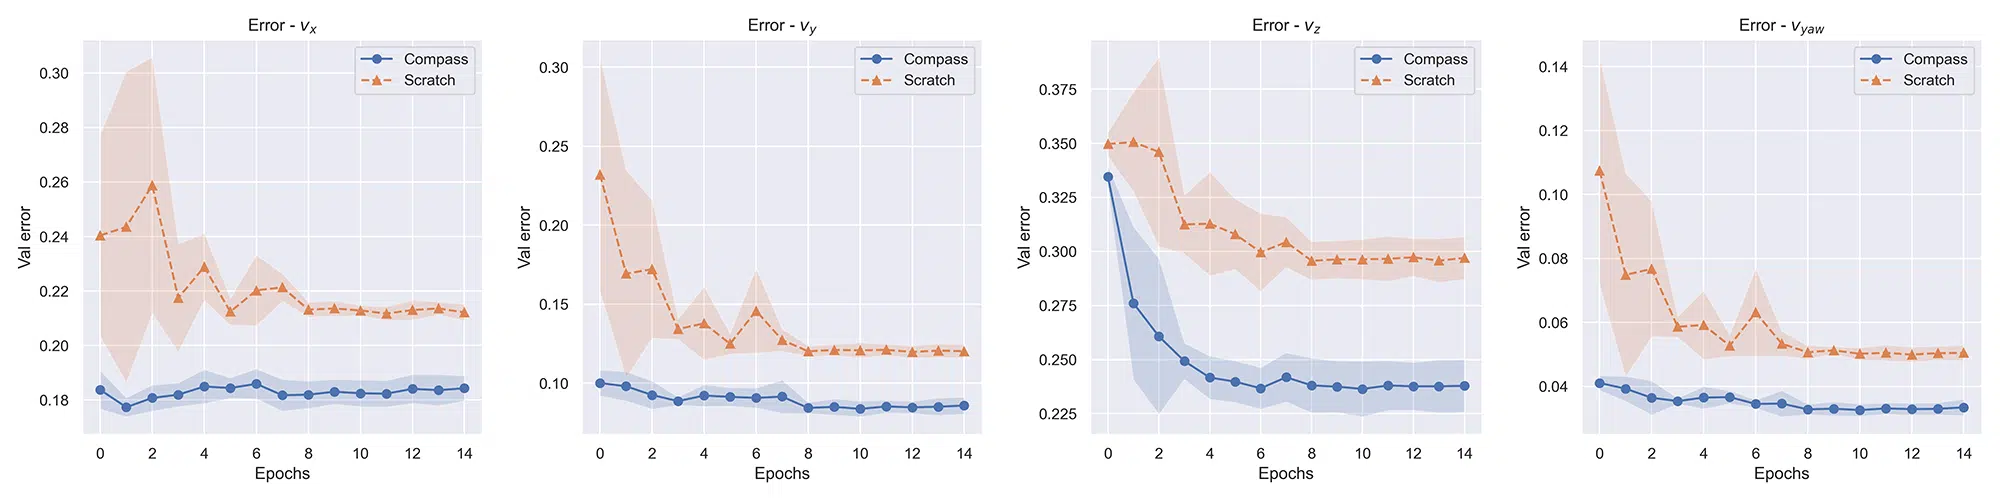 Error - vx
Compass
Scratch
0.30
0.28
0.26
0.24
0.22
0.20
0.18
Val error
0 2 4 6 8 10 12 14
Epochs
Error - vy
Compass
Scratch
0.30
0.25
0.20
0.15
0.10
Val error
0 2 4 6 8 10 12 14
Epochs
Error - vz
Compass
Scratch
0.375
0.350
0.325
0.300
0.275
0.250
0.225
Val error
0 2 4 6 8 10 12 14
Epochs
Error - vyaw
Compass
Scratch
0.14
0.12
0.10
0.08
0.06
0.04
Val error
0 2 4 6 8 10 12 14
Epochs